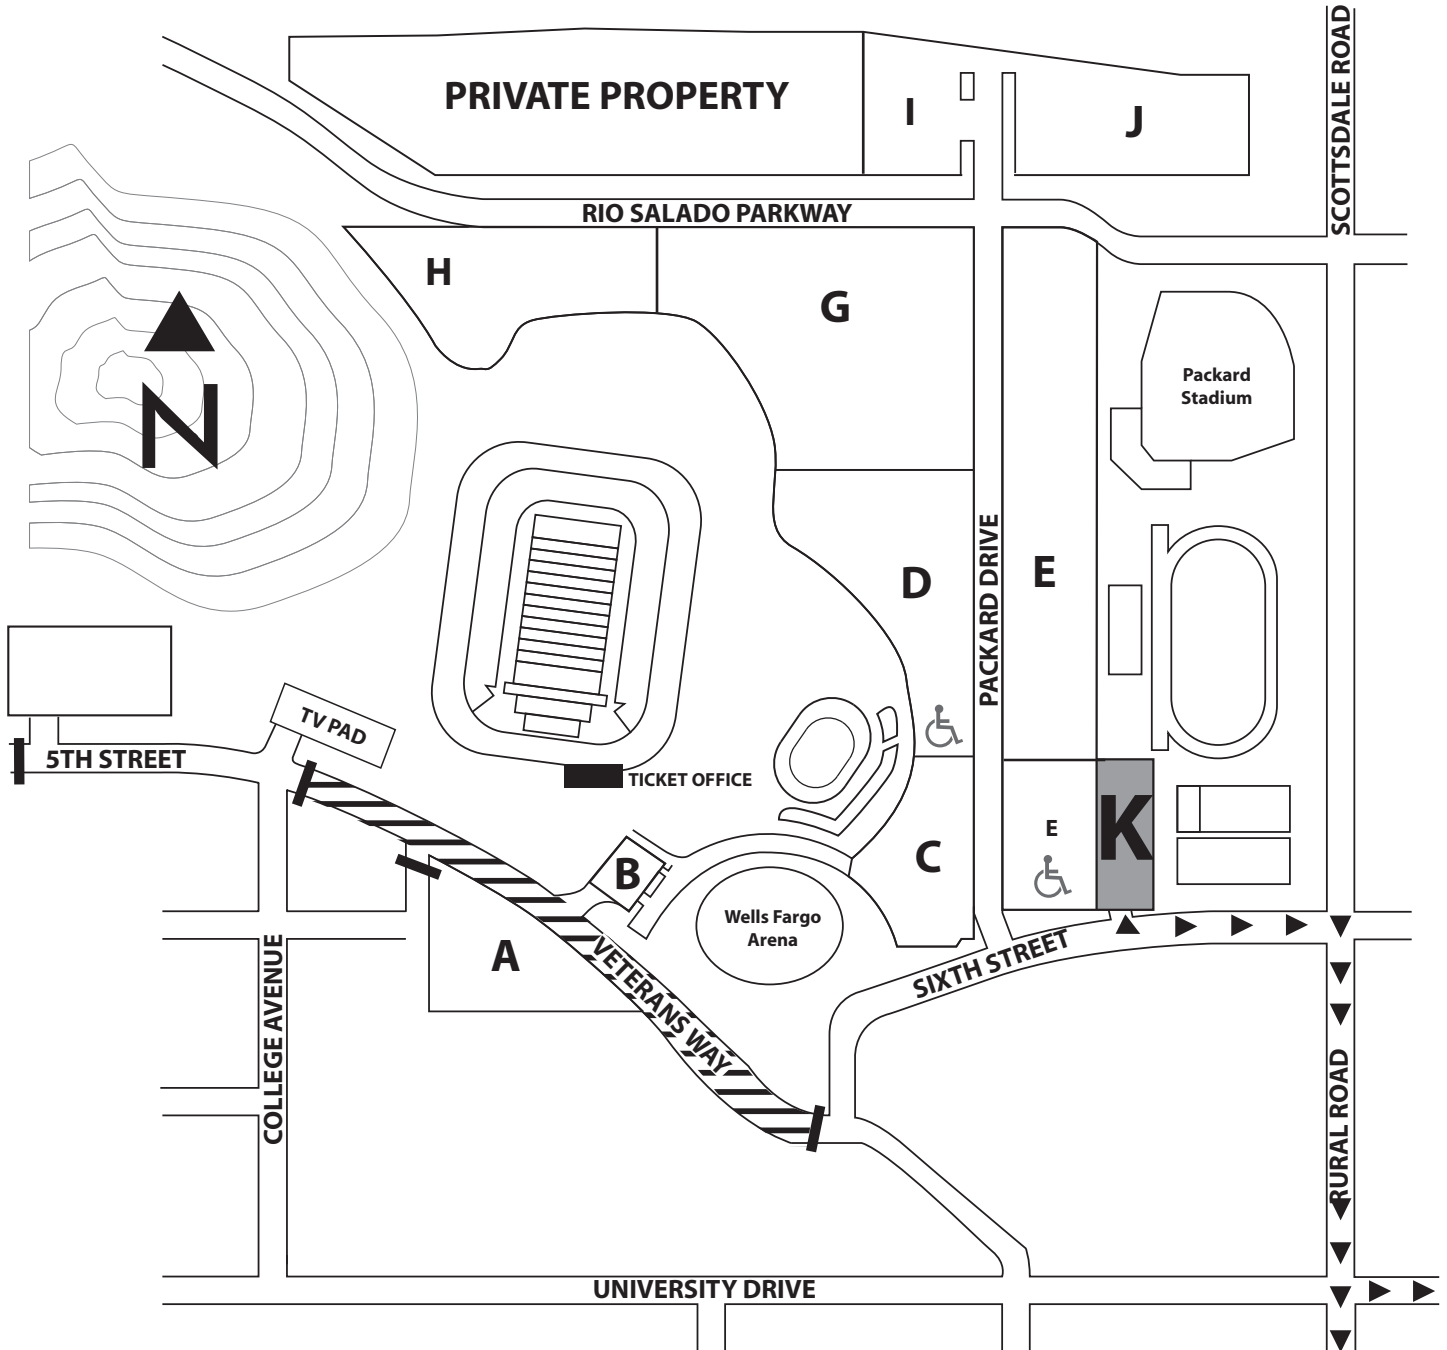 SCOTTSDALE ROAD
PRIVATE PROPERTY
I
J
RIO SALADO PARKWAY
H
G
N
Packard
Stadium
D
PACKARD DRIVE
E
TV PAD
5TH STREET
TICKET OFFICE
E
K
B
C
Wells Fargo
Arena
A
VETERANS WAY
SIXTH STREET
COLLEGE AVENUE
RURAL ROAD
UNIVERSITY DRIVE